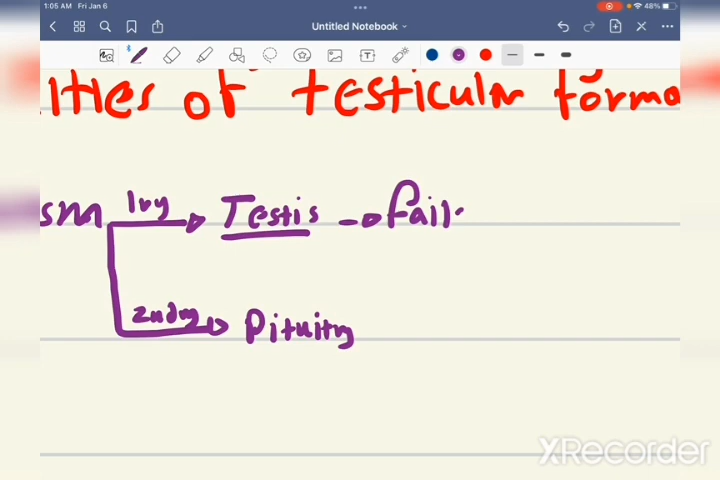 1:05 AM Fri Jan 6
48%
Untitled Notebook
ities of testicular forma
sm 1ry Testis fail
2ndry Pituitry
XRecorder